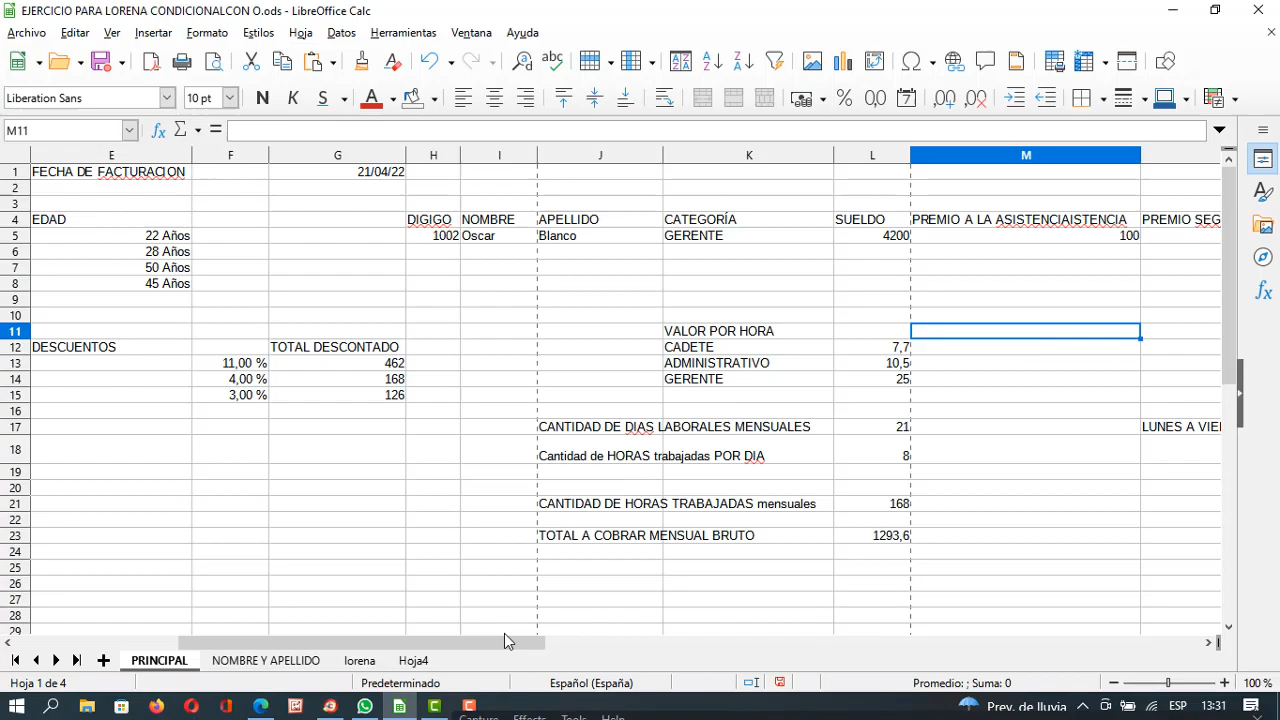 EJERCICIO PARA LORENA CONDICIONALCON O.ods - LibreOffice Calc
Archivo Editar Ver Insertar Formato Estilos Hoja Datos Herramientas Ventana Ayuda
Liberation Sans 10 pt N K S
M11
E F G H I J K L M
1 FECHA DE FACTURACION 21/04/22
2
3
4 EDAD DIGIGO NOMBRE APELLIDO CATEGORÍA SUELDO PREMIO A LA ASISTENCIAISTENCIA PREMIO SEG
5 22 Años 1002 Oscar Blanco GERENTE 4200 100
6 28 Años
7 50 Años
8 45 Años
9
10
11 VALOR POR HORA
12 DESCUENTOS TOTAL DESCONTADO CADETE 7,7
13 11,00 % 462 ADMINISTRATIVO 10,5
14 4,00 % 168 GERENTE 25
15 3,00 % 126
16
17 CANTIDAD DE DIAS LABORALES MENSUALES 21 LUNES A VIE
18 Cantidad de HORAS trabajadas POR DIA 8
19
20
21 CANTIDAD DE HORAS TRABAJADAS mensuales 168
22
23 TOTAL A COBRAR MENSUAL BRUTO 1293,6
24
25
26
27
28
29
PRINCIPAL NOMBRE Y APELLIDO lorena Hoja4
Hoja 1 de 4 Predeterminado Español (España) Promedio: ; Suma: 0 100 %
Prev. de lluvia ESP 13:31
Capture Effects Tools Help